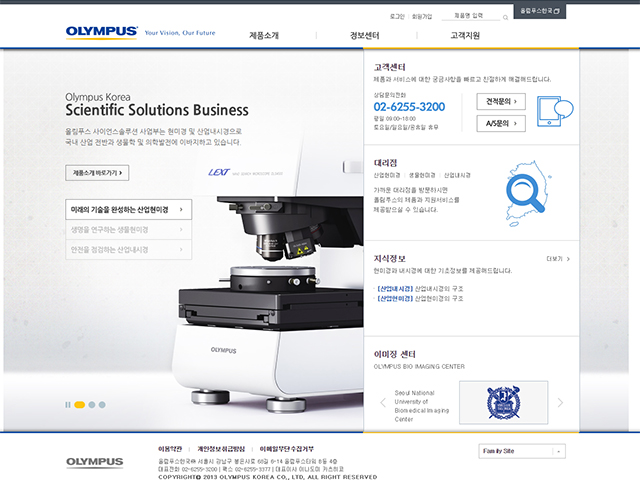 올림푸스한국
로그인 회원가입 제품명 입력
OLYMPUS Your Vision, Our Future
제품소개 정보센터 고객지원
Olympus Korea
Scientific Solutions Business
올림푸스 사이언스솔루션 사업부는 현미경 및 산업내시경으로
국내 산업 전반과 생물학 및 의학발전에 이바지하고 있습니다.
제품소개 바로가기
미래의 기술을 완성하는 산업현미경
생명을 연구하는 생물현미경
안전을 점검하는 산업내시경
LEXT
OLYMPUS
고객센터
제품과 서비스에 대한 궁금사항을 빠르고 친절하게 해결해드립니다.
상담문의전화
02-6255-3200
평일 09:00~18:00
토요일/일요일/공휴일 휴무
견적문의
A/S문의
대리점
산업현미경 생물현미경 산업내시경
가까운 대리점을 방문하시면
올림푸스의 제품과 지원서비스를
제공받으실 수 있습니다.
지식정보 더보기
현미경과 내시경에 대한 기초정보를 제공해드립니다.
[산업내시경] 산업내시경의 구조
[산업현미경] 산업현미경의 구조
이미징 센터
OLYMPUS BIO IMAGING CENTER
Seoul National
University of
Biomedical Imaging
Center
이용약관 개인정보취급방침 이메일무단수집거부
OLYMPUS
올림푸스한국㈜ 서울시 강남구 봉은사로
대표전화 02-6255-3200 | 팩스 02-6255-3377 | 대표이사
COPYRIGHT 2013 OLYMPUS KOREA CO., LTD, ALL RIGHT RESERVED
Family Site